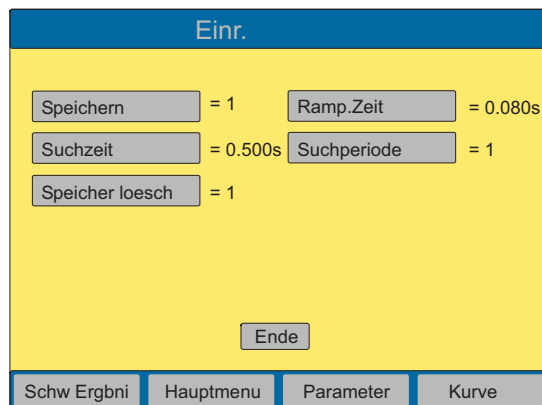 Einr.
Speichern = 1 Ramp.Zeit = 0.080s
Suchzeit = 0.500s Suchperiode = 1
Speicher loesch = 1
Ende
Schw Ergbni Hauptmenu Parameter Kurve